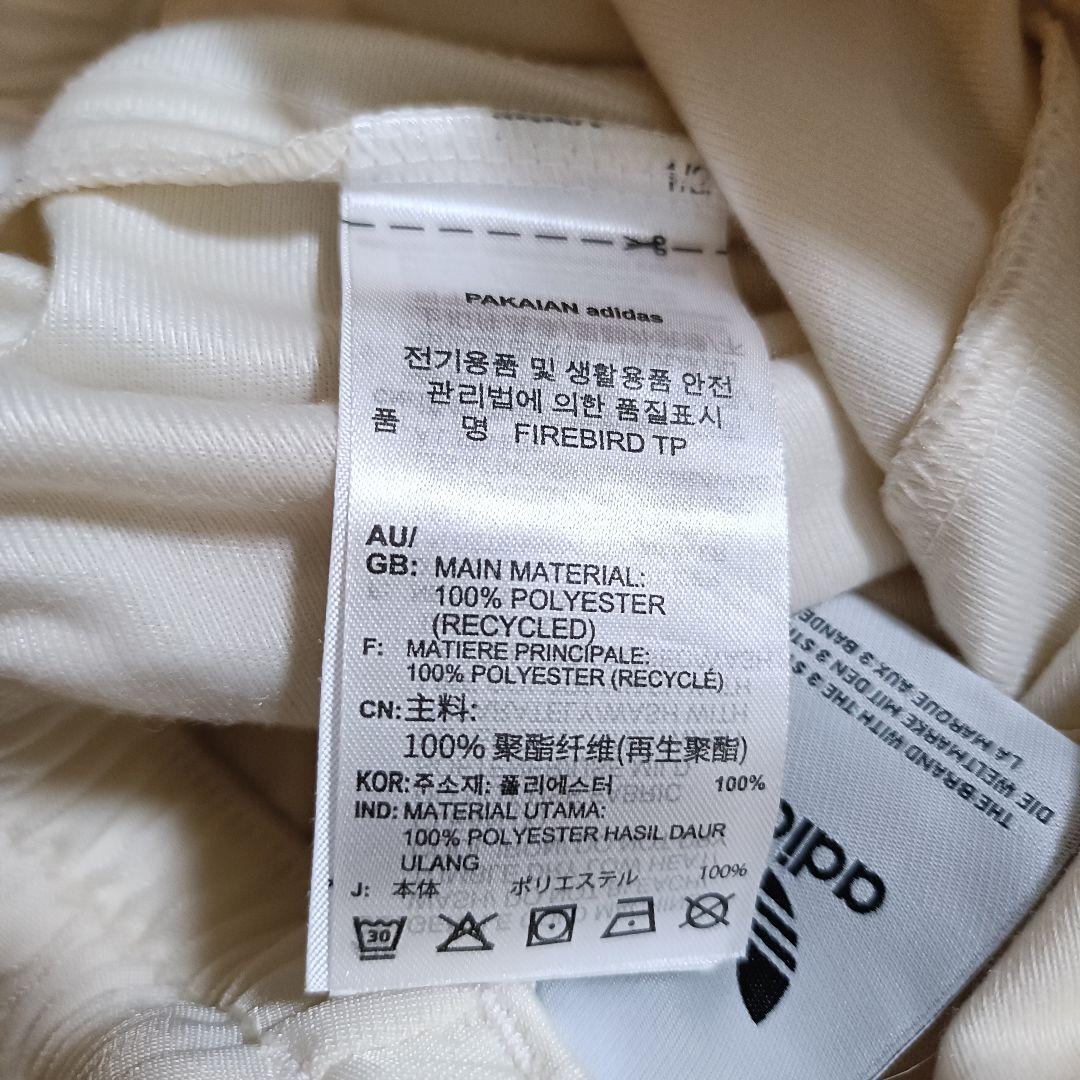 PAKAIAN adidas
전기용품 및 생활용품 안전
관리법에 의한 품질표시
품 명 FIREBIRD TP
AU/
GB: MAIN MATERIAL:
100% POLYESTER
(RECYCLED)
F: MATIERE PRINCIPALE:
100% POLYESTER (RECYCLÉ)
CN: 主料:
100% 聚酯纤维(再生聚酯)
KOR: 주소재: 폴리에스터 100%
IND: MATERIAL UTAMA:
100% POLYESTER HASIL DAUR
ULANG
J: 本体 ポリエステル 100%
30
THE BRAND WITH THE 3
DIE WELTMARKE MIT DEN 3
LA MARQUE AUX 3 BANDE